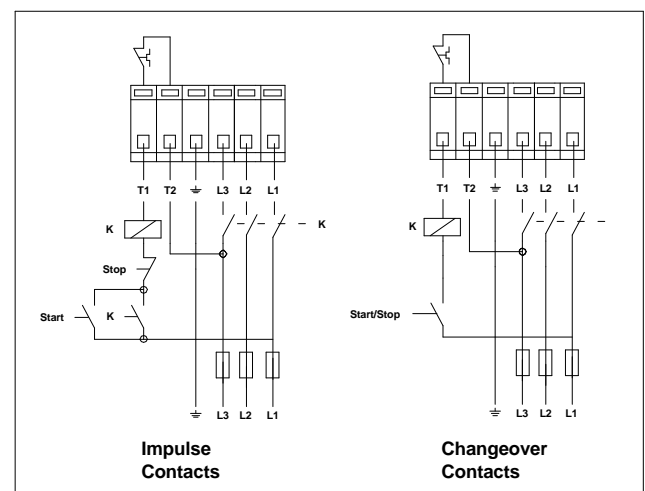 T1 T2 L3 L2 L1
K K
Stop
Start K
L3 L2 L1
Impulse
Contacts
T1 T2 L3 L2 L1
K
Start/Stop
L3 L2 L1
Changeover
Contacts